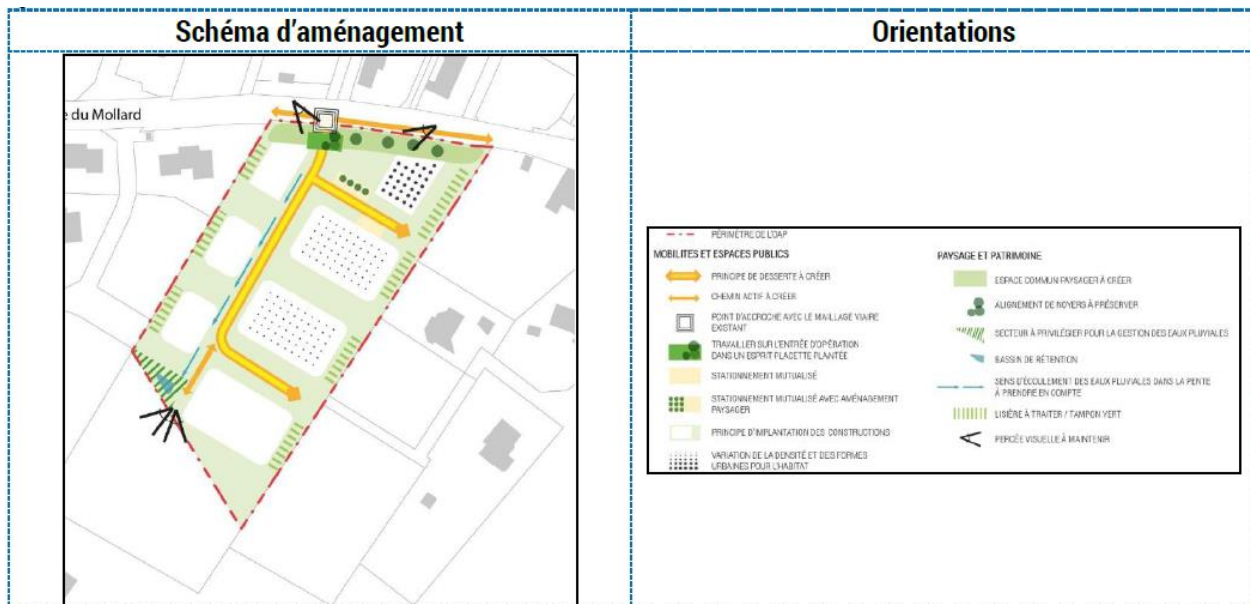 Schéma d'aménagement
Orientations
e du Mollard
PÉRIMÈTRE DE L'OAP
MOBILITES ET ESPACES PUBLICS
PRINCIPE DE DESSERTE À CRÉER
CHEMIN ACTIF À CRÉER
POINT D'ACCROCHE AVEC LE MAILLAGE VIAIRE
EXISTANT
TRAVAILLER SUR L'ENTRÉE D'OPÉRATION
DANS UN ESPRIT PLACETTE PLANTÉE
STATIONNEMENT MUTUALISÉ
STATIONNEMENT MUTUALISÉ AVEC AMÉNAGEMENT
PAYSAGER
PRINCIPE D'IMPLANTATION DES CONSTRUCTIONS
VARIATION DE LA DENSITÉ ET DES FORMES
URBAINES POUR L'HABITAT
PAYSAGE ET PATRIMOINE
ESPACE COMMUN PAYSAGER À CRÉER
ALIGNEMENT DE NOYERS À PRÉSERVER
SECTEUR À PRIVILÉGIER POUR LA GESTION DES EAUX PLUVIALES
BASSIN DE RÉTENTION
SENS D'ÉCOULEMENT DES EAUX PLUVIALES DANS LA PENTE
À PRENDRE EN COMPTE
LISIÈRE À TRAITER / TAMPON VERT
PERCÉE VISUELLE À MAINTENIR